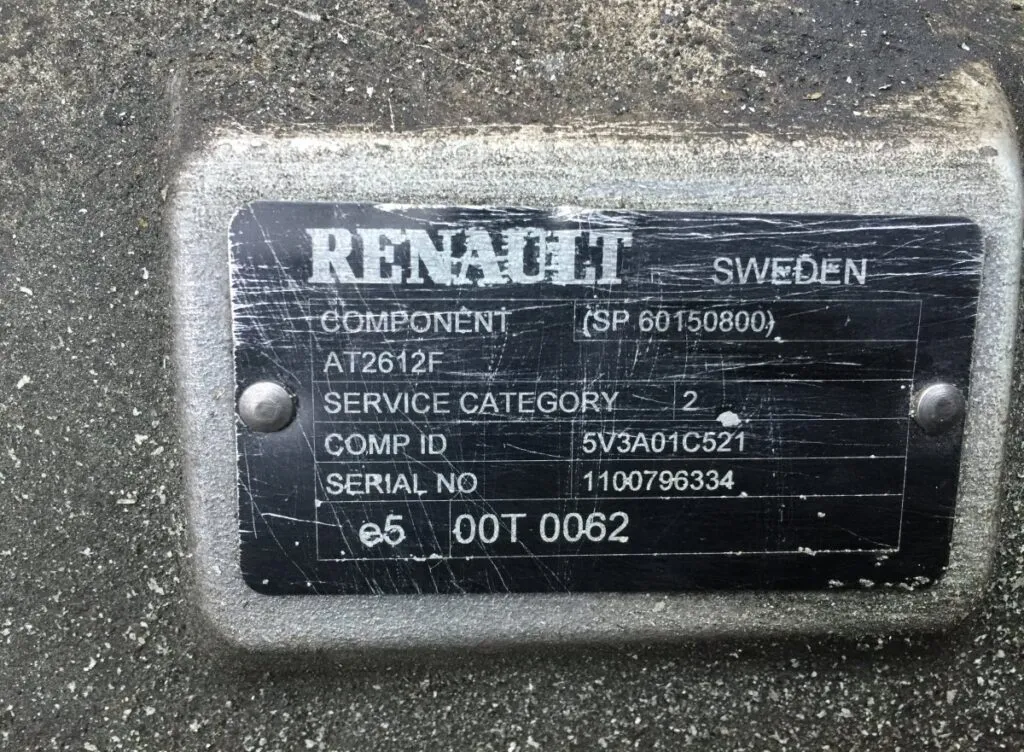 RENAULT SWEDEN
COMPONENT (SP 60150800)
AT2612F
SERVICE CATEGORY 2
COMP ID 5V3A01C521
SERIAL NO 1100796334
e5 00T 0062